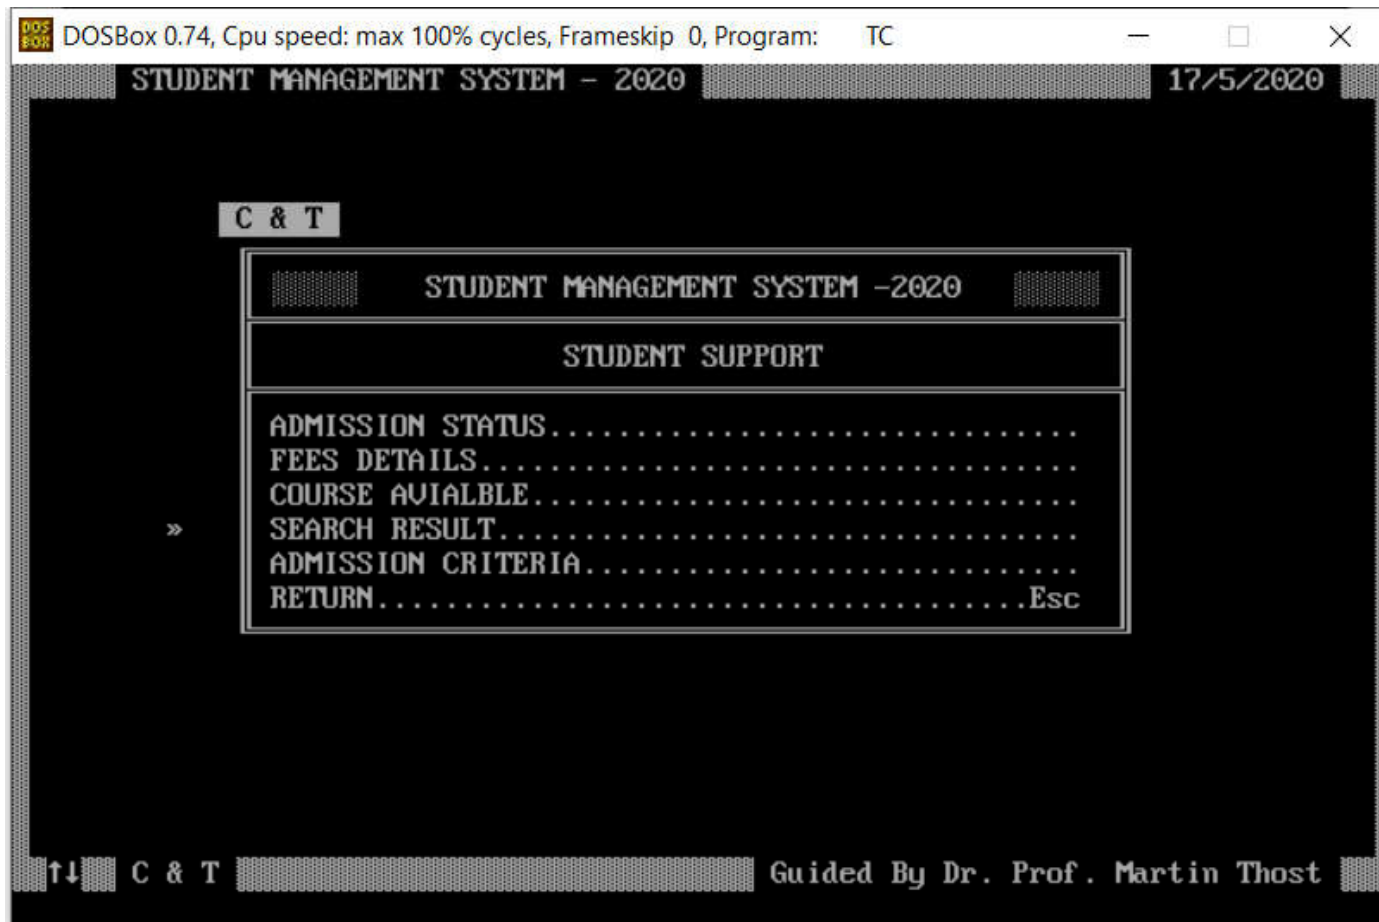 DOSBox 0.74, Cpu speed: max 100% cycles, Frameskip 0, Program: TC
STUDENT MANAGEMENT SYSTEM - 2020 17/5/2020
C & T
STUDENT MANAGEMENT SYSTEM -2020
STUDENT SUPPORT
ADMISSION STATUS...............................
FEES DETAILS...................................
COURSE AVIALBLE................................
» SEARCH RESULT..................................
ADMISSION CRITERIA.............................
RETURN......................................Esc
↑↓ C & T Guided By Dr. Prof. Martin Thost